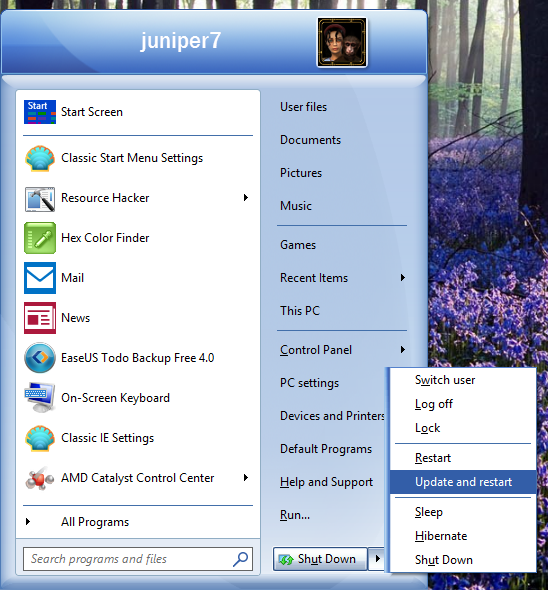 juniper7
Start
Start Screen
Classic Start Menu Settings
Resource Hacker
Hex Color Finder
Mail
News
EaseUS Todo Backup Free 4.0
On-Screen Keyboard
Classic IE Settings
AMD Catalyst Control Center
All Programs
Search programs and files
User files
Documents
Pictures
Music
Games
Recent Items
This PC
Control Panel
PC settings
Devices and Printers
Default Programs
Help and Support
Run...
Shut Down
Switch user
Log off
Lock
Restart
Update and restart
Sleep
Hibernate
Shut Down